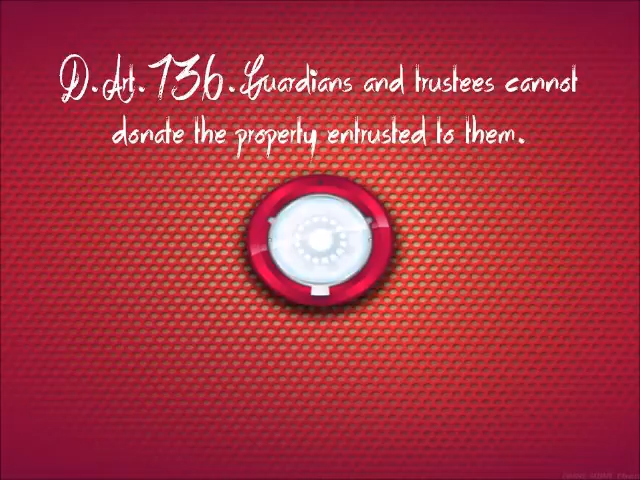 D. Art. 736. Guardians and trustees cannot
donate the property entrusted to them.